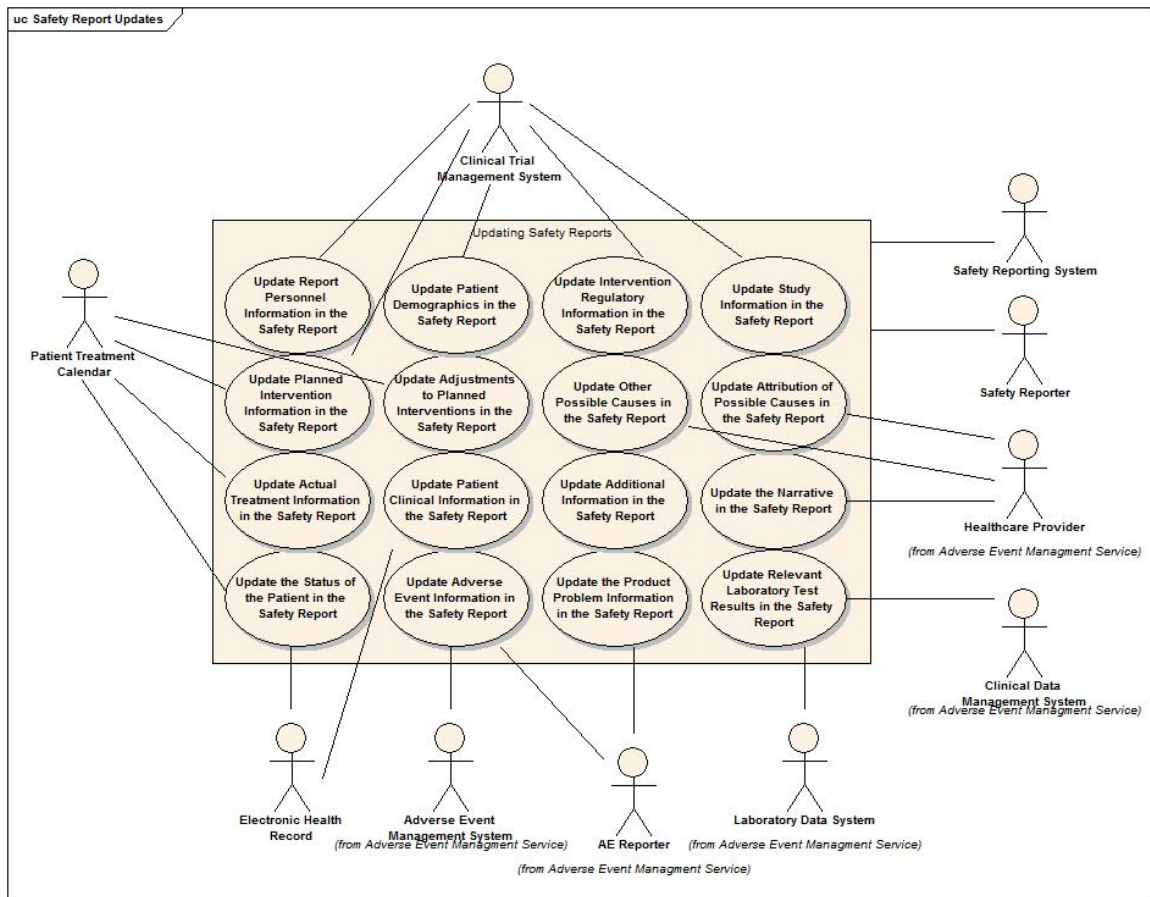 uc Safety Report Updates
Clinical Trial
Management System
Updating Safety Reports
Safety Reporting System
Update Report
Personnel
Information in the
Safety Report
Update Patient
Demographics in the
Safety Report
Update Intervention
Regulatory
Information in the
Safety Report
Update Study
Information in the
Safety Report
Patient Treatment
Calendar
Safety Reporter
Update Planned
Intervention
Information in the
Safety Report
Update Adjustments
to Planned
Interventions in the
Safety Report
Update Other
Possible Causes in
the Safety Report
Update Attribution of
Possible Causes in
the Safety Report
Update Actual
Treatment Information
in the Safety Report
Update Patient
Clinical Information in
the Safety Report
Update Additional
Information in the
Safety Report
Update the Narrative
in the Safety Report
Healthcare Provider
(from Adverse Event Managment Service)
Update the Status of
the Patient in the
Safety Report
Update Adverse
Event Information in
the Safety Report
Update the Product
Problem Information
in the Safety Report
Update Relevant
Laboratory Test
Results in the Safety
Report
Clinical Data
Management System
(from Adverse Event Managment Service)
Electronic Health
Record
Adverse Event
Management System
(from Adverse Event Managment Service)
AE Reporter
(from Adverse Event Managment Service)
Laboratory Data System
(from Adverse Event Managment Service)